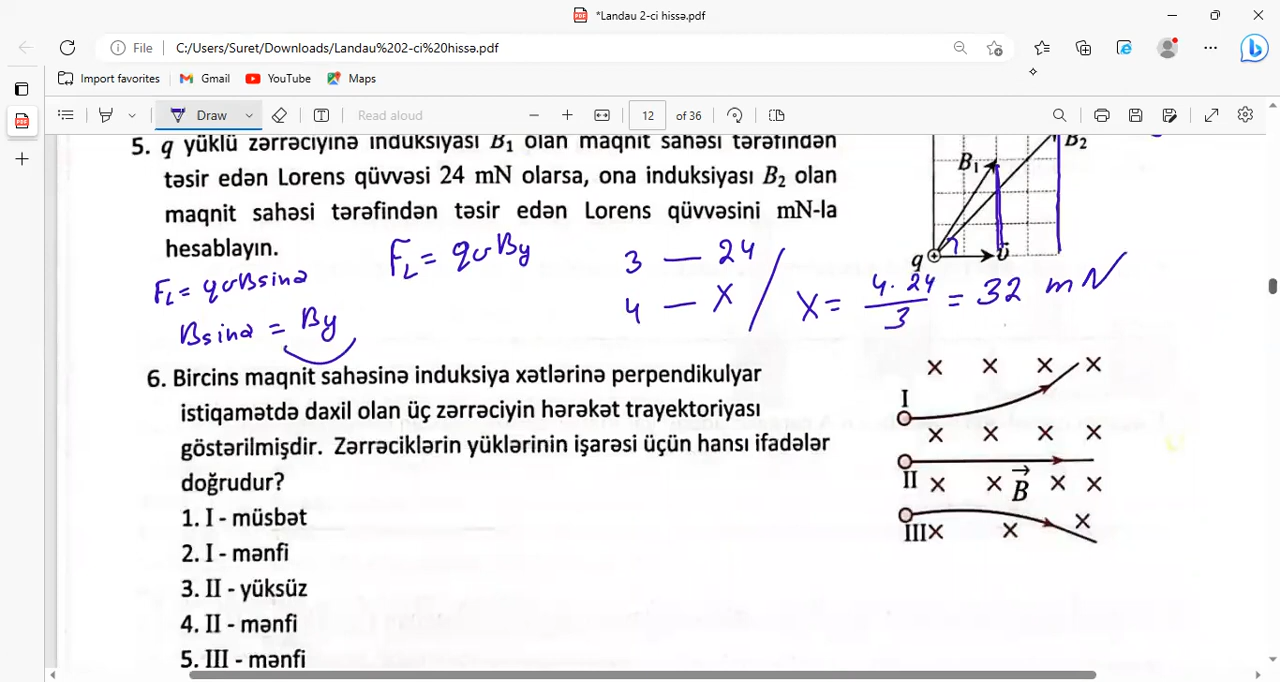 *Landau 2-ci hissə.pdf
File C:/Users/Suret/Downloads/Landau%202-ci%20hissə.pdf
Import favorites Gmail YouTube Maps
Draw Read aloud 12 of 36
5. q yüklü zərrəciyinə induksiyası B₁ olan maqnit sahəsi tərəfindən
təsir edən Lorens qüvvəsi 24 mN olarsa, ona induksiyası B₂ olan
maqnit sahəsi tərəfindən təsir edən Lorens qüvvəsini mN-la
hesablayın.
B₂
B₁
q
υ⃗
F_L = qυBy
F_L = qυBsinα
Bsinα = By
3 — 24
4 — X
X = 4·24/3 = 32 mN
6. Bircins maqnit sahəsinə induksiya xətlərinə perpendikulyar
istiqamətdə daxil olan üç zərrəciyin hərəkət trayektoriyası
göstərilmişdir. Zərrəciklərin yüklərinin işarəsi üçün hansı ifadələr
doğrudur?
1. I - müsbət
2. I - mənfi
3. II - yüksüz
4. II - mənfi
5. III - mənfi
× × × ×
I
× × × ×
II × × B⃗ × ×
III× × ×